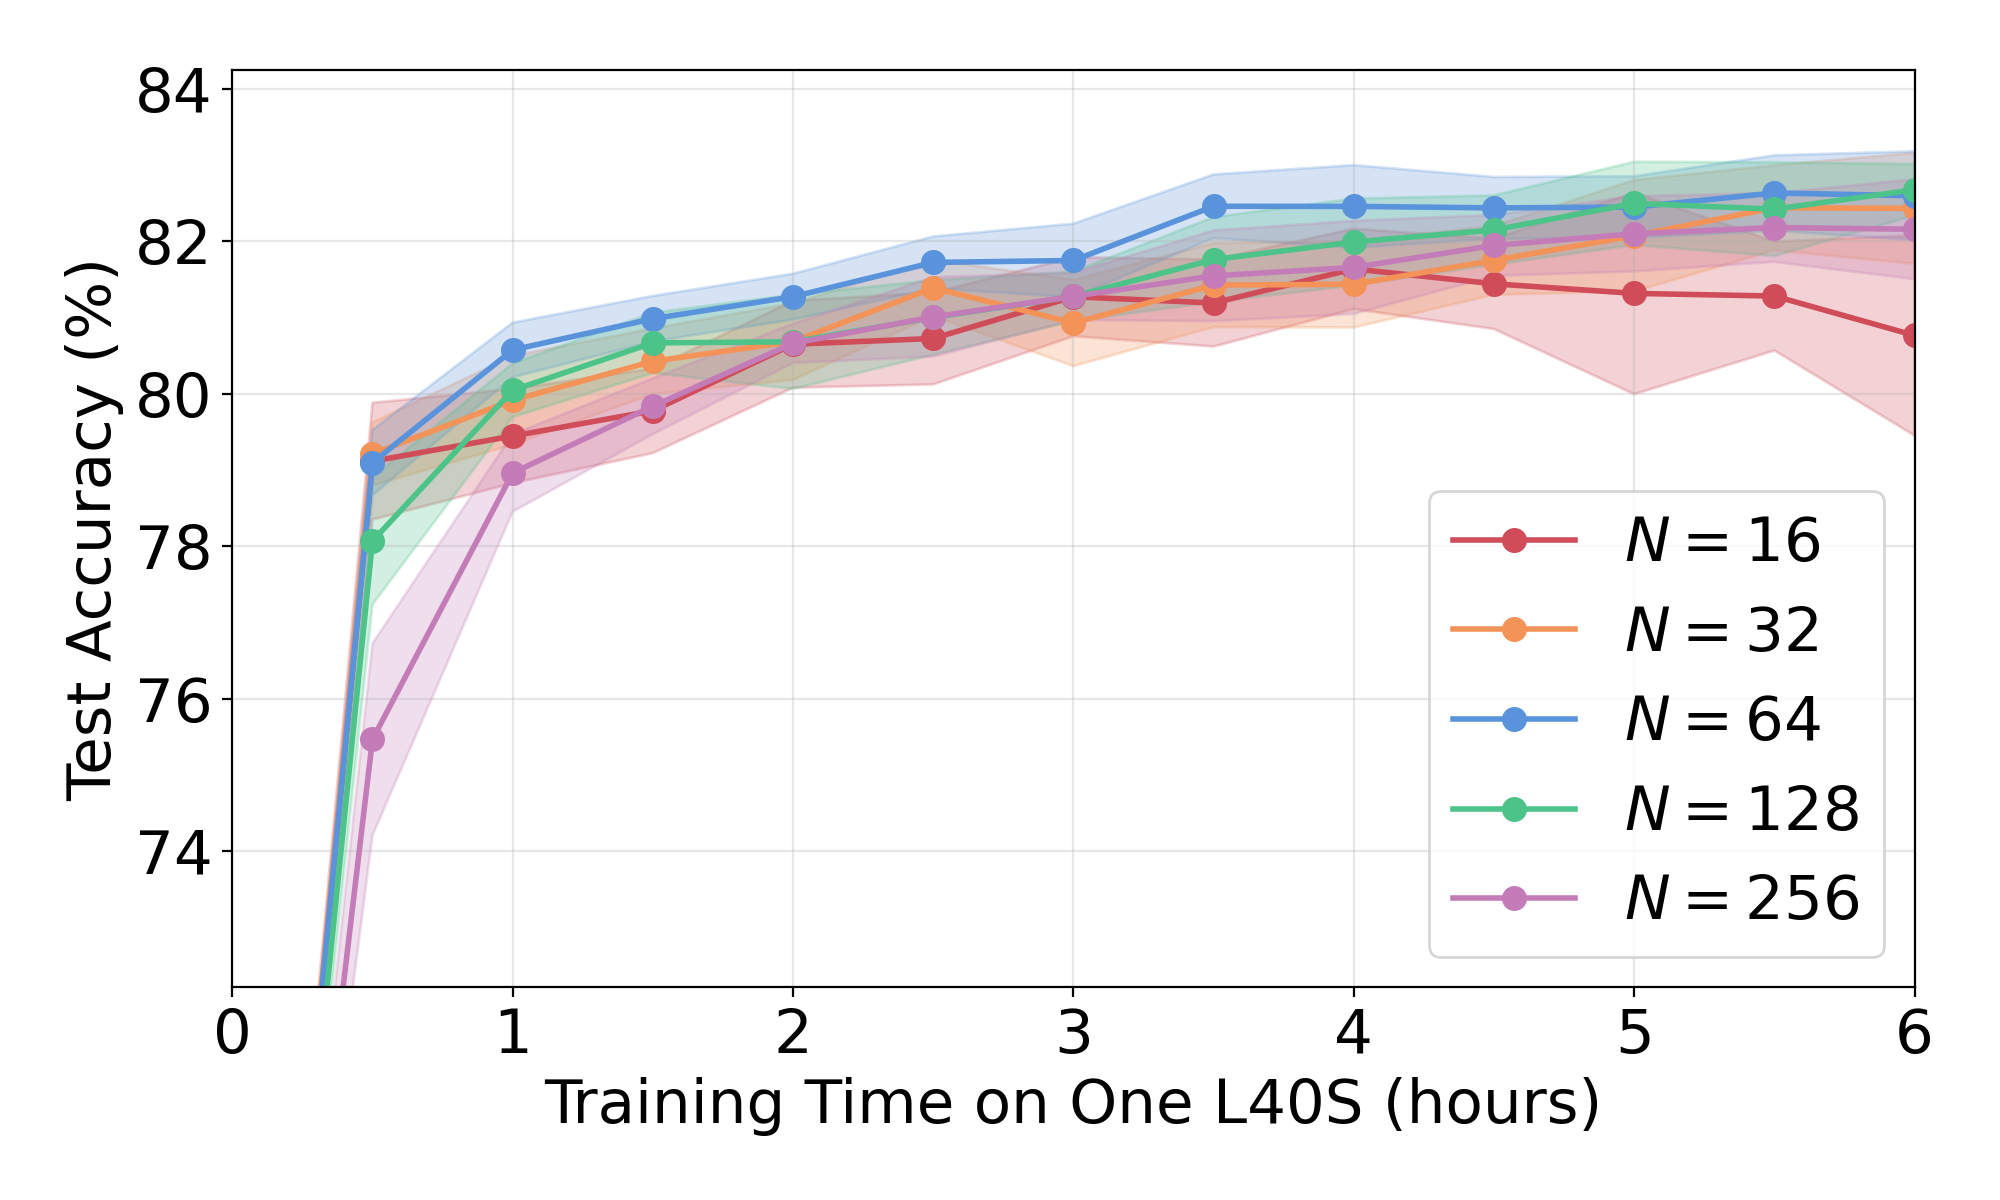 84
82
80
78
76
74
Test Accuracy (%)
N = 16
N = 32
N = 64
N = 128
N = 256
0 1 2 3 4 5 6
Training Time on One L40S (hours)